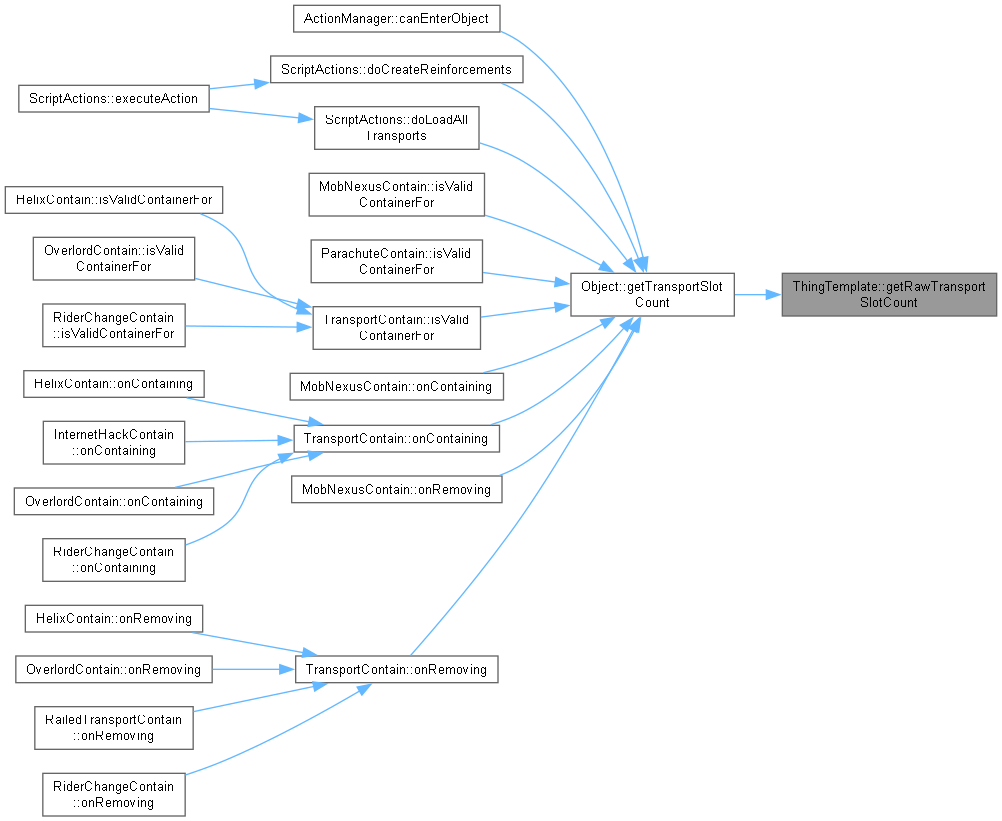 ActionManager::canEnterObject
ScriptActions::doCreateReinforcements
ScriptActions::executeAction
ScriptActions::doLoadAll
Transports
MobNexusContain::isValid
ContainerFor
HelixContain::isValidContainerFor
OverlordContain::isValid
ContainerFor
ParachuteContain::isValid
ContainerFor
Object::getTransportSlot
Count
ThingTemplate::getRawTransport
SlotCount
RiderChangeContain
::isValidContainerFor
TransportContain::isValid
ContainerFor
HelixContain::onContaining
MobNexusContain::onContaining
InternetHackContain
::onContaining
TransportContain::onContaining
OverlordContain::onContaining
MobNexusContain::onRemoving
RiderChangeContain
::onContaining
HelixContain::onRemoving
OverlordContain::onRemoving
TransportContain::onRemoving
RailedTransportContain
::onRemoving
RiderChangeContain
::onRemoving